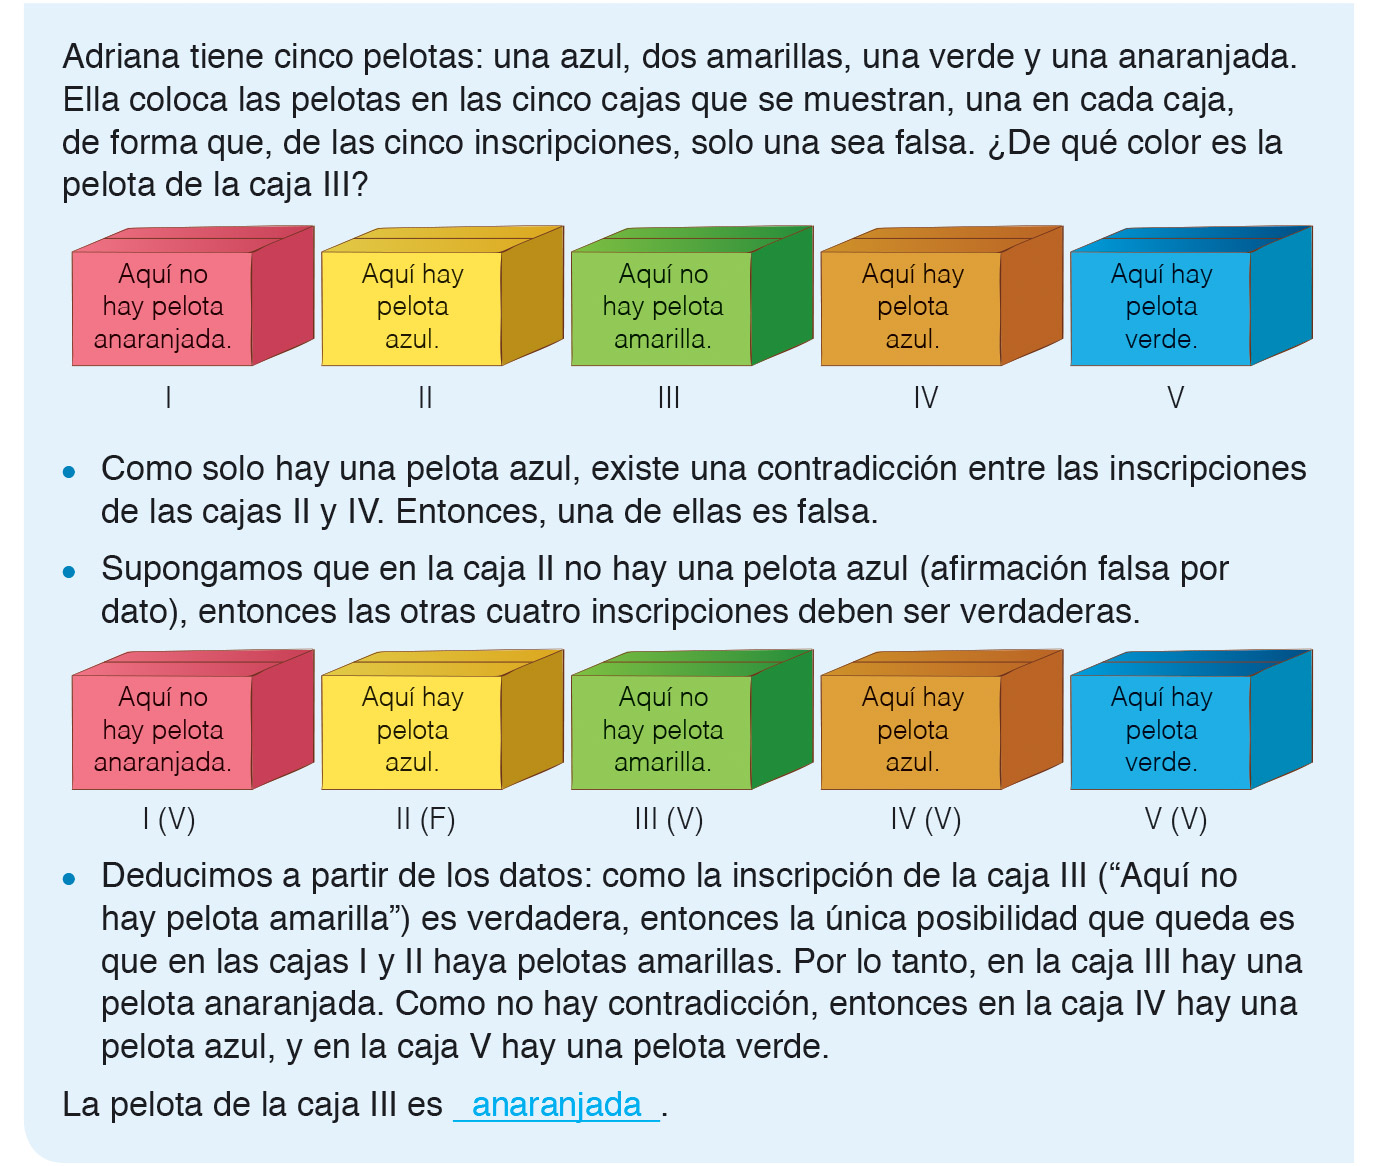 Adriana tiene cinco pelotas: una azul, dos amarillas, una verde y una anaranjada.
Ella coloca las pelotas en las cinco cajas que se muestran, una en cada caja,
de forma que, de las cinco inscripciones, solo una sea falsa. ¿De qué color es la
pelota de la caja III?
Aquí no
hay pelota
anaranjada.
Aquí hay
pelota
azul.
Aquí no
hay pelota
amarilla.
Aquí hay
pelota
azul.
Aquí hay
pelota
verde.
I
II
III
IV
V
• Como solo hay una pelota azul, existe una contradicción entre las inscripciones
de las cajas II y IV. Entonces, una de ellas es falsa.
• Supongamos que en la caja II no hay una pelota azul (afirmación falsa por
dato), entonces las otras cuatro inscripciones deben ser verdaderas.
Aquí no
hay pelota
anaranjada.
Aquí hay
pelota
azul.
Aquí no
hay pelota
amarilla.
Aquí hay
pelota
azul.
Aquí hay
pelota
verde.
I (V)
II (F)
III (V)
IV (V)
V (V)
• Deducimos a partir de los datos: como la inscripción de la caja III (“Aquí no
hay pelota amarilla”) es verdadera, entonces la única posibilidad que queda es
que en las cajas I y II haya pelotas amarillas. Por lo tanto, en la caja III hay una
pelota anaranjada. Como no hay contradicción, entonces en la caja IV hay una
pelota azul, y en la caja V hay una pelota verde.
La pelota de la caja III es anaranjada.